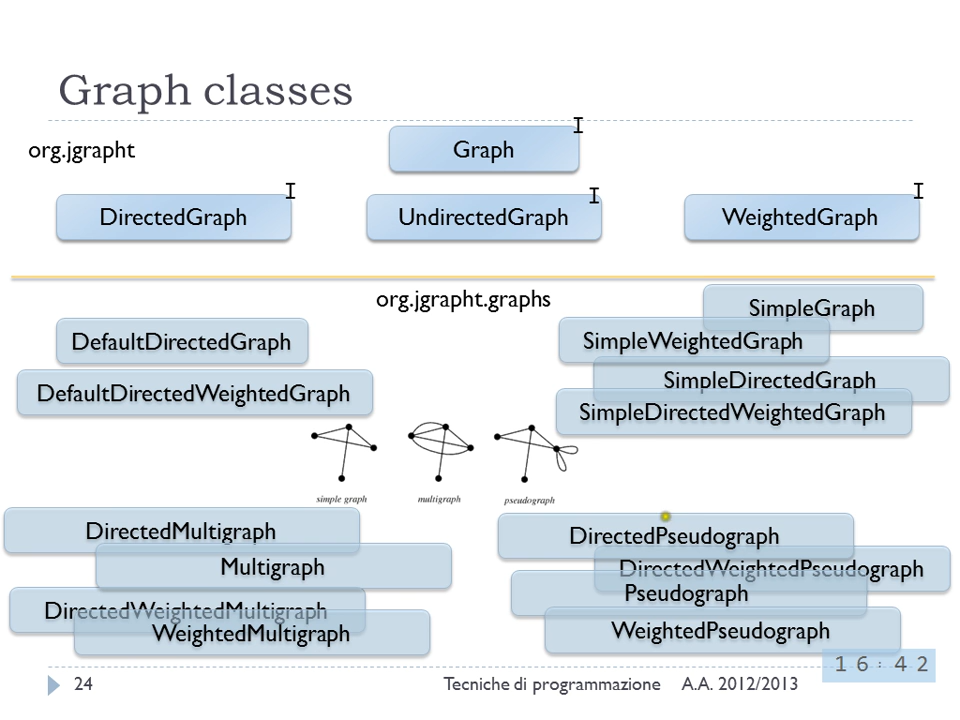 Graph classes
org.jgrapht
Graph
I
DirectedGraph
I
UndirectedGraph
I
WeightedGraph
I
org.jgrapht.graphs
SimpleGraph
SimpleWeightedGraph
SimpleDirectedGraph
SimpleDirectedWeightedGraph
DefaultDirectedGraph
DefaultDirectedWeightedGraph
simple graph
multigraph
pseudograph
DirectedMultigraph
Multigraph
DirectedWeightedMultigraph
WeightedMultigraph
DirectedPseudograph
DirectedWeightedPseudograph
Pseudograph
WeightedPseudograph
24
Tecniche di programmazione A.A. 2012/2013
16:42